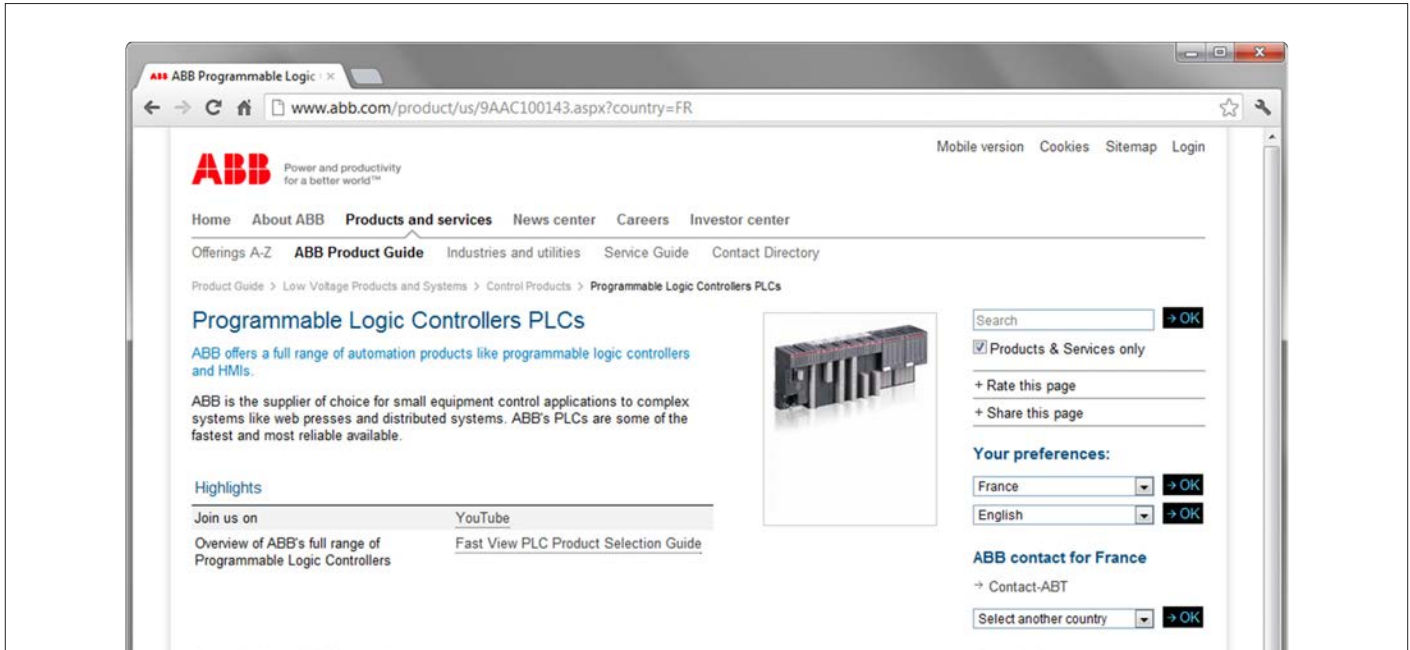 ABB ABB Programmable Logic
www.abb.com/product/us/9AAC100143.aspx?country=FR
Mobile version Cookies Sitemap Login
ABB Power and productivity
for a better world™
Home About ABB Products and services News center Careers Investor center
Offerings A-Z ABB Product Guide Industries and utilities Service Guide Contact Directory
Product Guide > Low Voltage Products and Systems > Control Products > Programmable Logic Controllers PLCs
Programmable Logic Controllers PLCs
ABB offers a full range of automation products like programmable logic controllers
and HMIs.
ABB is the supplier of choice for small equipment control applications to complex
systems like web presses and distributed systems. ABB's PLCs are some of the
fastest and most reliable available.
Highlights
Join us on YouTube
Overview of ABB's full range of Fast View PLC Product Selection Guide
Programmable Logic Controllers
Search → OK
Products & Services only
+ Rate this page
+ Share this page
Your preferences:
France → OK
English → OK
ABB contact for France
→ Contact-ABT
Select another country → OK